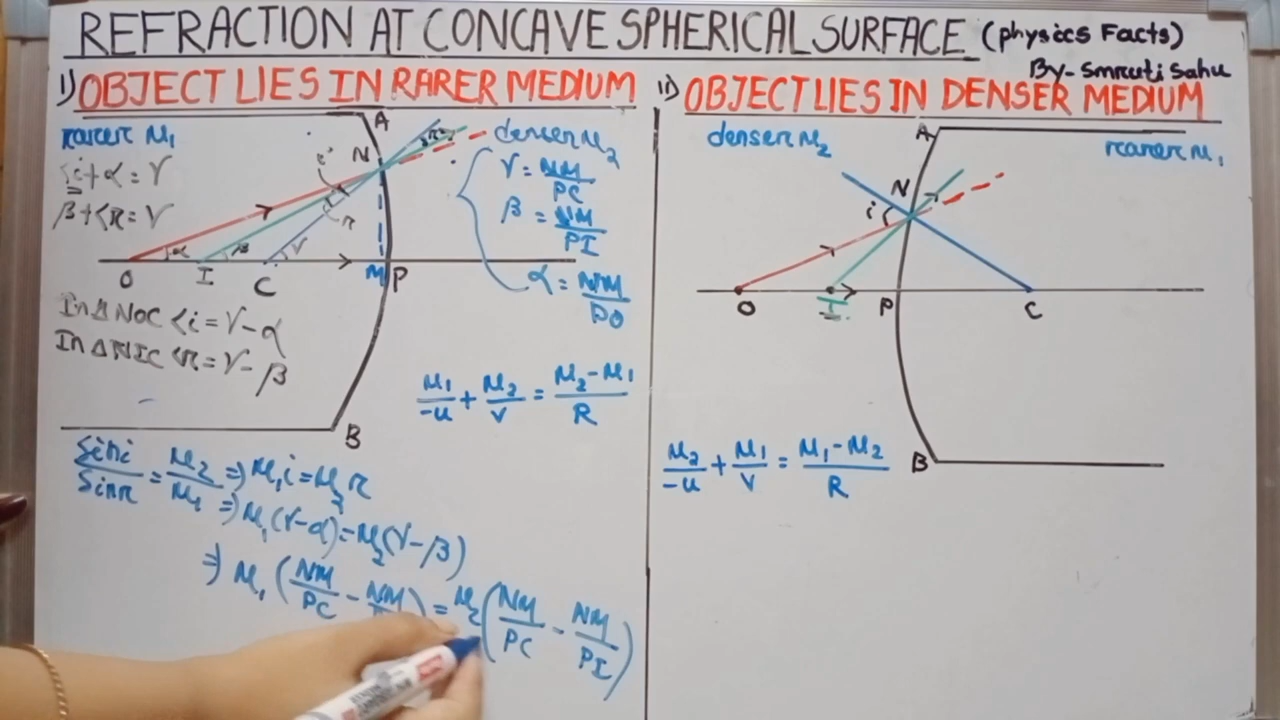 REFRACTION AT CONCAVE SPHERICAL SURFACE (physics Facts)
By- Smruti Sahu
i) OBJECT LIES IN RARER MEDIUM
rarer μ₁
denser μ₂
i + α = γ
β + <r = γ
γ = NM/PC
β = NM/PI
α = NM/PO
A
N
i
r
α
β
γ
O
I
C
M
P
B
In Δ NOC <i = γ - α
In Δ NIC <r = γ - β
μ₁/-u + μ₂/v = μ₂ - μ₁/R
Sini/Sinr = μ₂/μ₁ ⇒ μ₁i = μ₂r
⇒ μ₁(γ-α) = μ₂(γ-β)
⇒ μ₁(NM/PC - NM/) = μ₂(NM/PC - NM/PI)
ii) OBJECT LIES IN DENSER MEDIUM
denser μ₂
rarer μ₁
A
N
i
r
O
I
P
C
B
μ₂/-u + μ₁/v = μ₁ - μ₂/R